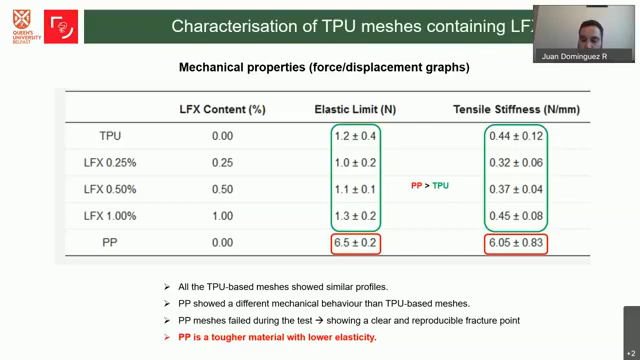 QUEEN'S
UNIVERSITY
BELFAST
Characterisation of TPU meshes containing LFX
Juan Dominguez R
Mechanical properties (force/displacement graphs)
LFX Content (%) Elastic Limit (N) Tensile Stiffness (N/mm)
TPU 0.00 1.2 ± 0.4 0.44 ± 0.12
LFX 0.25% 0.25 1.0 ± 0.2 0.32 ± 0.06
LFX 0.50% 0.50 1.1 ± 0.1 PP > TPU 0.37 ± 0.04
LFX 1.00% 1.00 1.3 ± 0.2 0.45 ± 0.08
PP 0.00 6.5 ± 0.2 6.05 ± 0.83
➢ All the TPU-based meshes showed similar profiles.
➢ PP showed a different mechanical behaviour than TPU-based meshes.
➢ PP meshes failed during the test → showing a clear and reproducible fracture point
➢ PP is a tougher material with lower elasticity.
+2